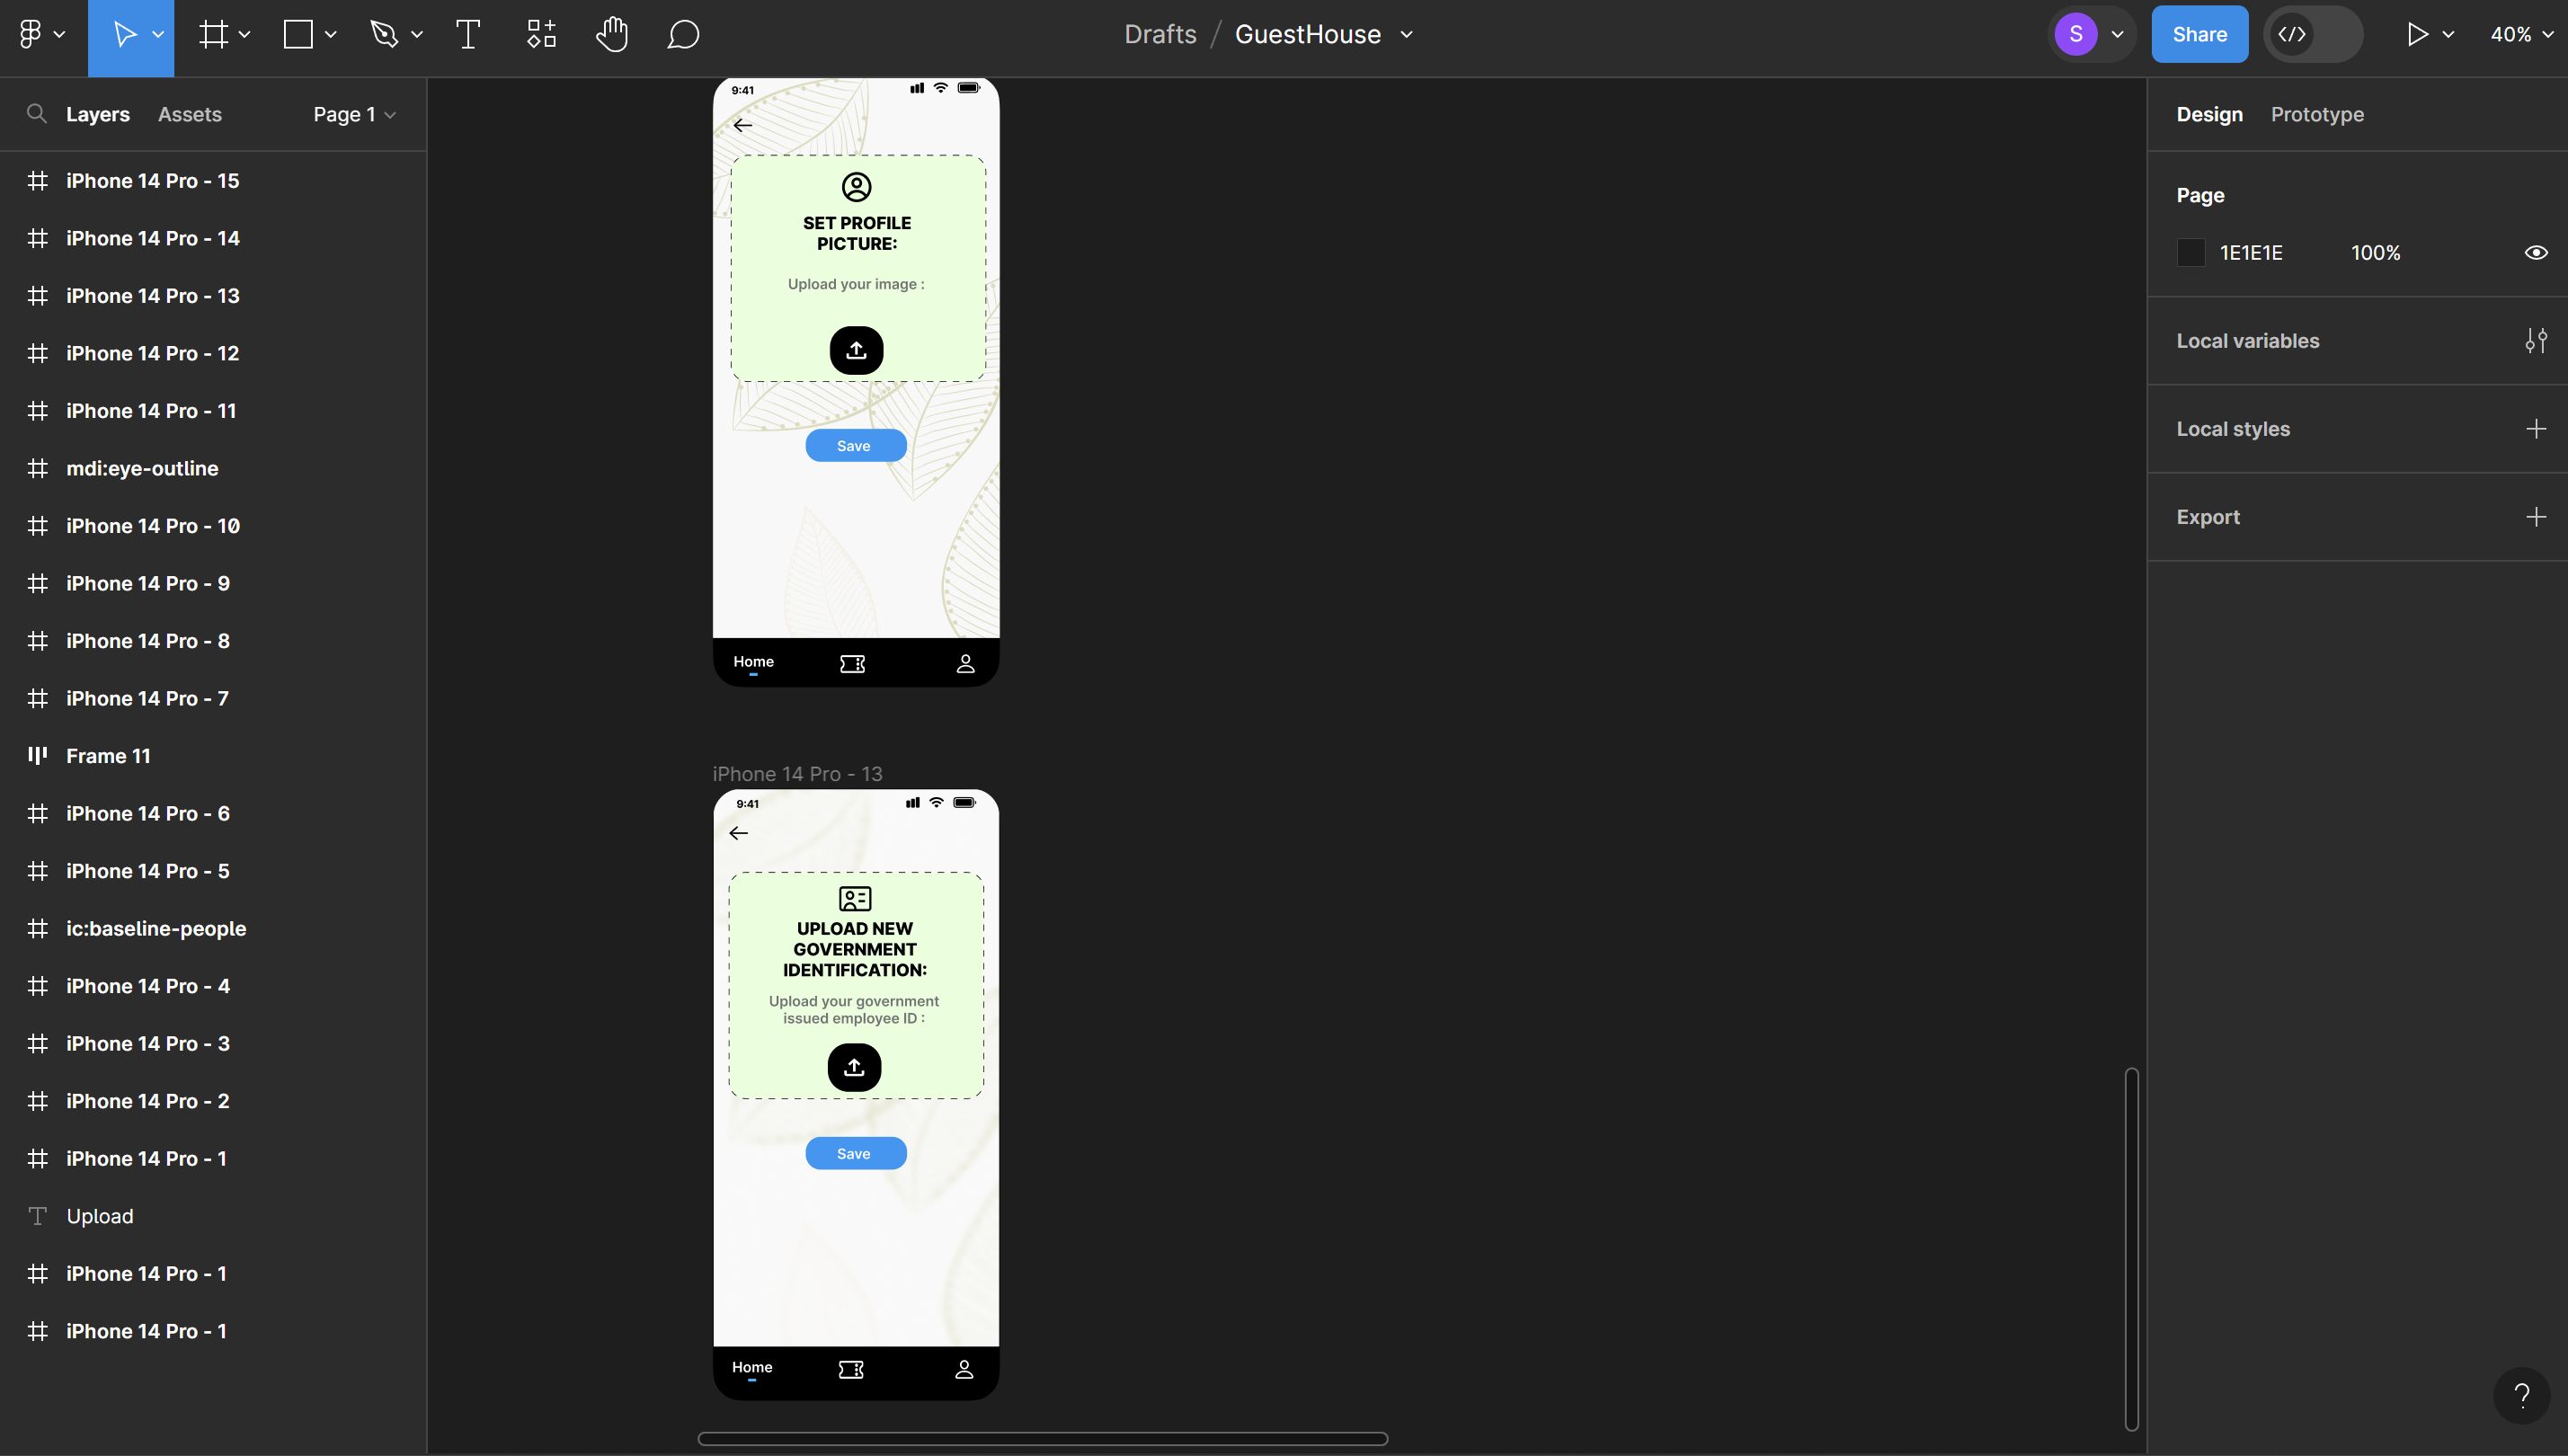 Drafts / GuestHouse
S
Share
40%
Layers
Assets
Page 1
iPhone 14 Pro - 15
iPhone 14 Pro - 14
iPhone 14 Pro - 13
iPhone 14 Pro - 12
iPhone 14 Pro - 11
mdi:eye-outline
iPhone 14 Pro - 10
iPhone 14 Pro - 9
iPhone 14 Pro - 8
iPhone 14 Pro - 7
Frame 11
iPhone 14 Pro - 6
iPhone 14 Pro - 5
ic:baseline-people
iPhone 14 Pro - 4
iPhone 14 Pro - 3
iPhone 14 Pro - 2
iPhone 14 Pro - 1
Upload
iPhone 14 Pro - 1
iPhone 14 Pro - 1
9:41
SET PROFILE
PICTURE:
Upload your image :
Save
Home
iPhone 14 Pro - 13
9:41
UPLOAD NEW
GOVERNMENT
IDENTIFICATION:
Upload your government
issued employee ID :
Save
Home
Design
Prototype
Page
1E1E1E
100%
Local variables
Local styles
Export
?